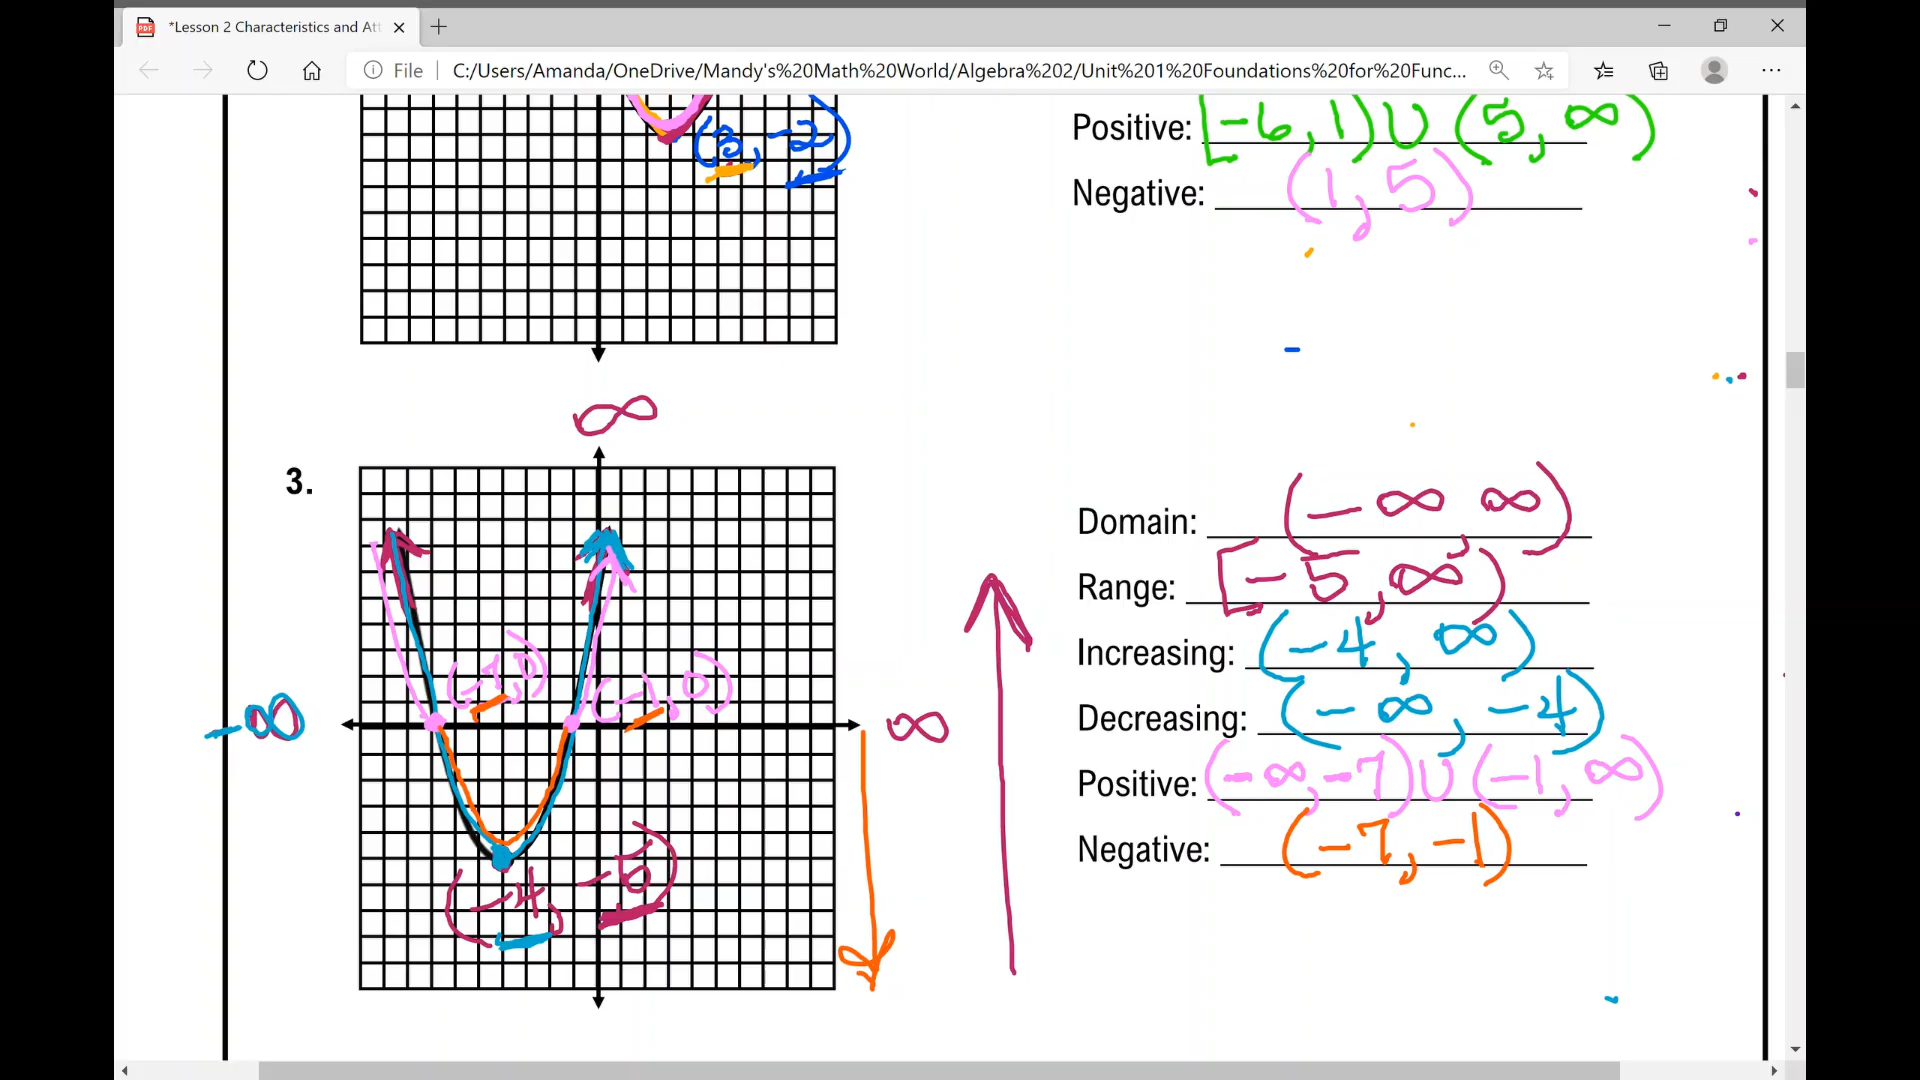 *Lesson 2 Characteristics and Att
File
C:/Users/Amanda/OneDrive/Mandy's%20Math%20World/Algebra%202/Unit%201%20Foundations%20for%20Func...
(3, -2)
Positive: [-6, 1) U (5, ∞)
Negative: (1, 5)
∞
3.
Domain: (-∞, ∞)
Range: [-5, ∞)
Increasing: (-4, ∞)
(-7, 0) (-1, 0)
-∞ ∞
Decreasing: (-∞, -4)
Positive: (-∞, -7) U (-1, ∞)
Negative: (-7, -1)
(-4, -5)